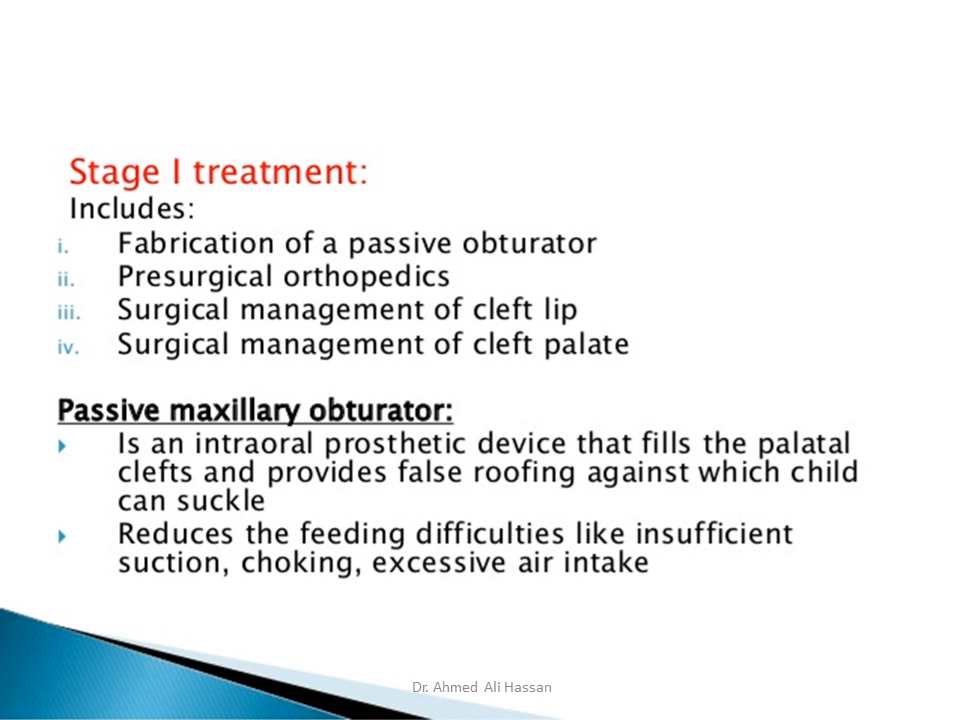 Stage I treatment:
Includes:
i. Fabrication of a passive obturator
ii. Presurgical orthopedics
iii. Surgical management of cleft lip
iv. Surgical management of cleft palate
Passive maxillary obturator:
Is an intraoral prosthetic device that fills the palatal
clefts and provides false roofing against which child
can suckle
Reduces the feeding difficulties like insufficient
suction, choking, excessive air intake
Dr. Ahmed Ali Hassan